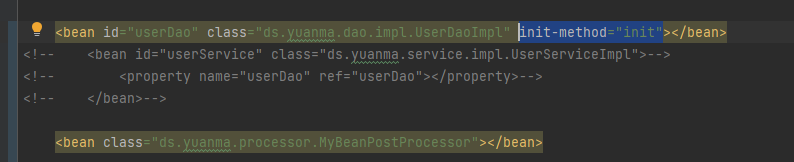 <bean id="userDao" class="ds.yuanma.dao.impl.UserDaoImpl" init-method="init"></bean>
<!--    <bean id="userService" class="ds.yuanma.service.impl.UserServiceImpl">-->
<!--        <property name="userDao" ref="userDao"></property>-->
<!--    </bean>-->
<bean class="ds.yuanma.processor.MyBeanPostProcessor"></bean>